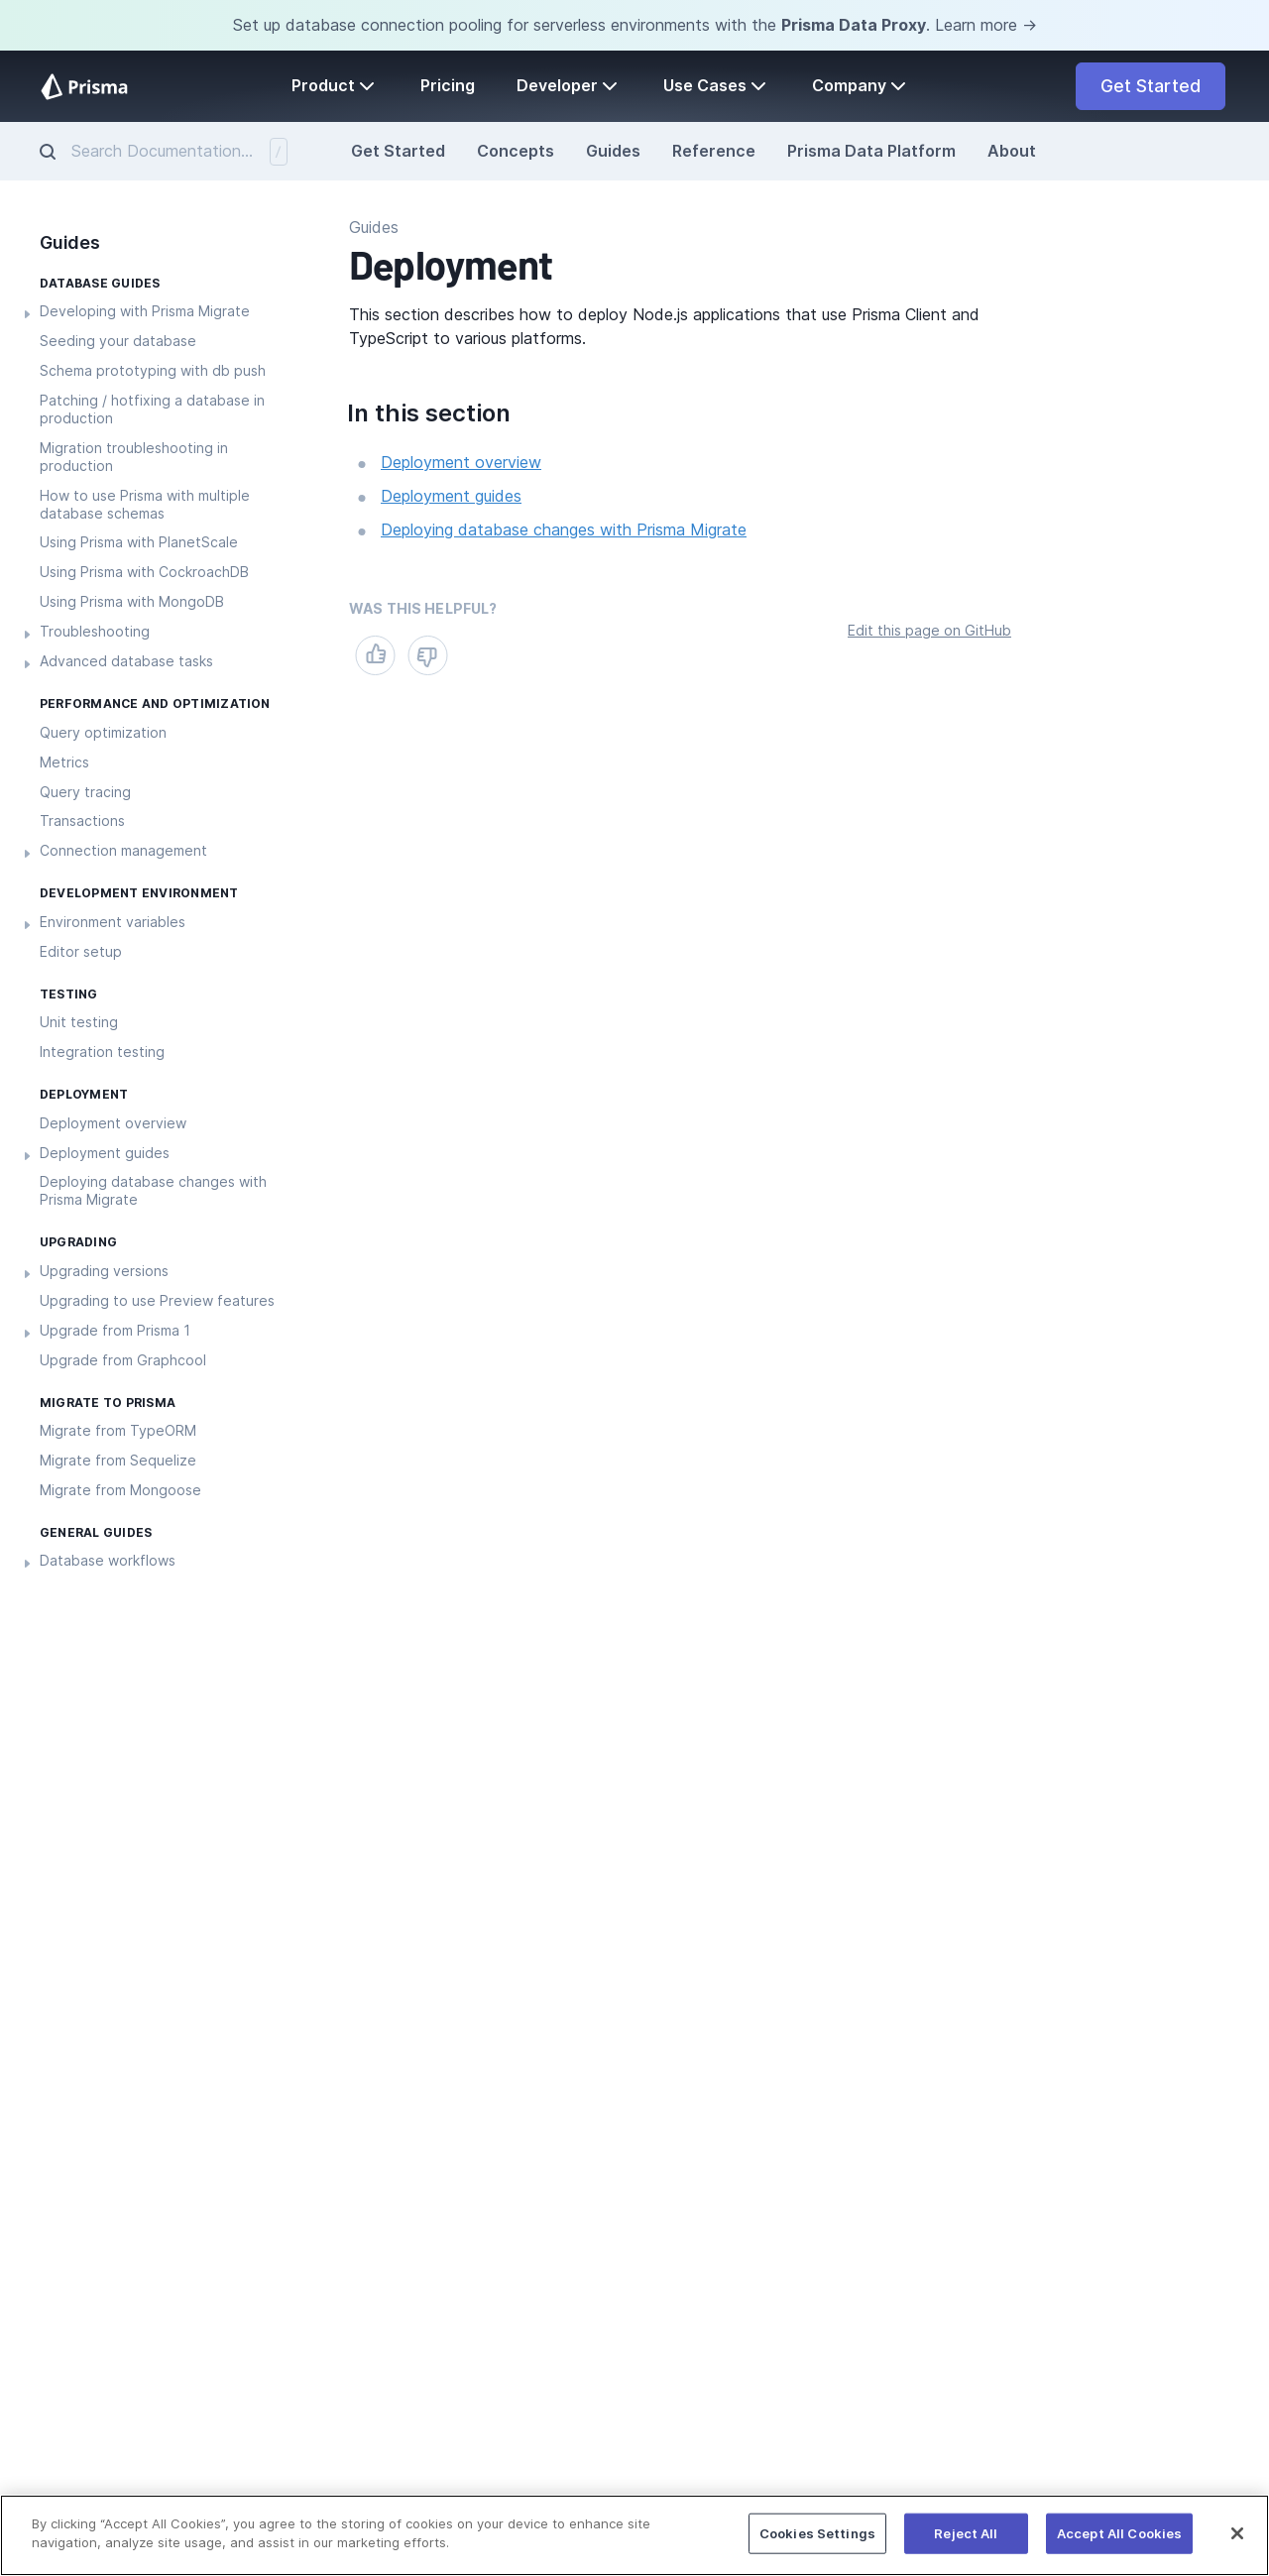 Set up database connection pooling for serverless environments with the Prisma Data Proxy. Learn more →
Prisma
Product
Pricing
Developer
Use Cases
Company
Get Started
Search Documentation...
/
Get Started
Concepts
Guides
Reference
Prisma Data Platform
About
Guides
DATABASE GUIDES
Developing with Prisma Migrate
Seeding your database
Schema prototyping with db push
Patching / hotfixing a database in
production
Migration troubleshooting in
production
How to use Prisma with multiple
database schemas
Using Prisma with PlanetScale
Using Prisma with CockroachDB
Using Prisma with MongoDB
Troubleshooting
Advanced database tasks
PERFORMANCE AND OPTIMIZATION
Query optimization
Metrics
Query tracing
Transactions
Connection management
DEVELOPMENT ENVIRONMENT
Environment variables
Editor setup
TESTING
Unit testing
Integration testing
DEPLOYMENT
Deployment overview
Deployment guides
Deploying database changes with
Prisma Migrate
UPGRADING
Upgrading versions
Upgrading to use Preview features
Upgrade from Prisma 1
Upgrade from Graphcool
MIGRATE TO PRISMA
Migrate from TypeORM
Migrate from Sequelize
Migrate from Mongoose
GENERAL GUIDES
Database workflows
Guides
Deployment
This section describes how to deploy Node.js applications that use Prisma Client and
TypeScript to various platforms.
In this section
Deployment overview
Deployment guides
Deploying database changes with Prisma Migrate
WAS THIS HELPFUL?
Edit this page on GitHub
By clicking “Accept All Cookies”, you agree to the storing of cookies on your device to enhance site
navigation, analyze site usage, and assist in our marketing efforts.
Cookies Settings
Reject All
Accept All Cookies